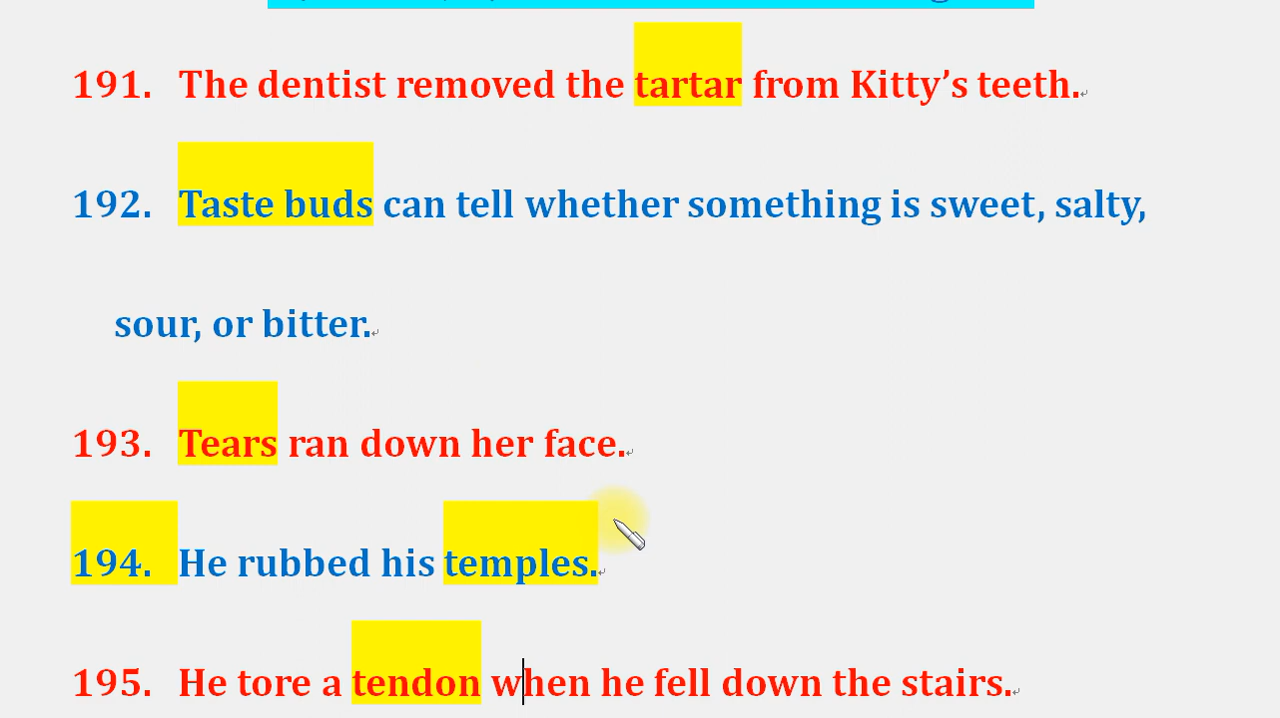 191. The dentist removed the tartar from Kitty’s teeth.
192. Taste buds can tell whether something is sweet, salty,
sour, or bitter.
193. Tears ran down her face.
194. He rubbed his temples.
195. He tore a tendon when he fell down the stairs.